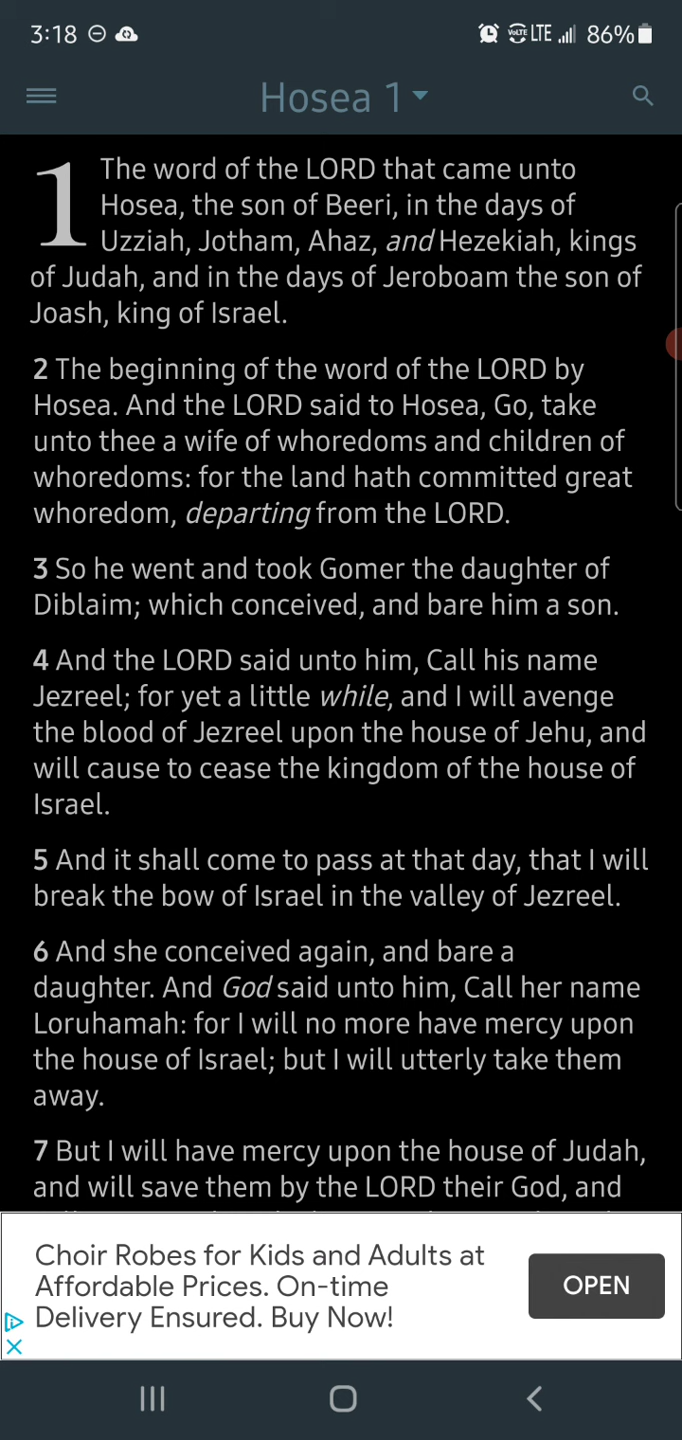 3:18
VoLTE LTE 86%
Hosea 1
1 The word of the LORD that came unto
Hosea, the son of Beeri, in the days of
Uzziah, Jotham, Ahaz, and Hezekiah, kings
of Judah, and in the days of Jeroboam the son of
Joash, king of Israel.
2 The beginning of the word of the LORD by
Hosea. And the LORD said to Hosea, Go, take
unto thee a wife of whoredoms and children of
whoredoms: for the land hath committed great
whoredom, departing from the LORD.
3 So he went and took Gomer the daughter of
Diblaim; which conceived, and bare him a son.
4 And the LORD said unto him, Call his name
Jezreel; for yet a little while, and I will avenge
the blood of Jezreel upon the house of Jehu, and
will cause to cease the kingdom of the house of
Israel.
5 And it shall come to pass at that day, that I will
break the bow of Israel in the valley of Jezreel.
6 And she conceived again, and bare a
daughter. And God said unto him, Call her name
Loruhamah: for I will no more have mercy upon
the house of Israel; but I will utterly take them
away.
7 But I will have mercy upon the house of Judah,
and will save them by the LORD their God, and
Choir Robes for Kids and Adults at
Affordable Prices. On-time
Delivery Ensured. Buy Now!
OPEN